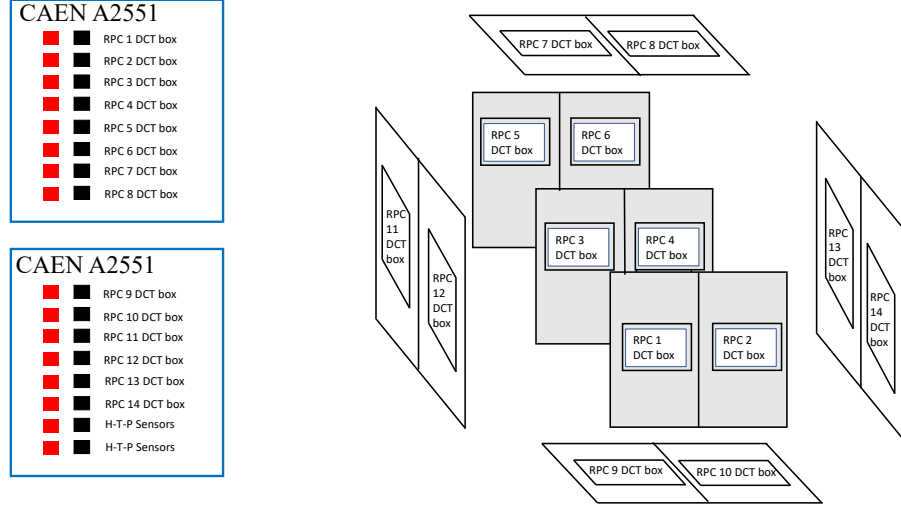 CAEN A2551
RPC 1 DCT box
RPC 2 DCT box
RPC 3 DCT box
RPC 4 DCT box
RPC 5 DCT box
RPC 6 DCT box
RPC 7 DCT box
RPC 8 DCT box
CAEN A2551
RPC 9 DCT box
RPC 10 DCT box
RPC 11 DCT box
RPC 12 DCT box
RPC 13 DCT box
RPC 14 DCT box
H-T-P Sensors
H-T-P Sensors
RPC 7 DCT box
RPC 8 DCT box
RPC 5
DCT box
RPC 6
DCT box
RPC
11
DCT
box
RPC
12
DCT
box
RPC 3
DCT box
RPC 4
DCT box
RPC 1
DCT box
RPC 2
DCT box
RPC
13
DCT
box
RPC
14
DCT
box
RPC 9 DCT box
RPC 10 DCT box